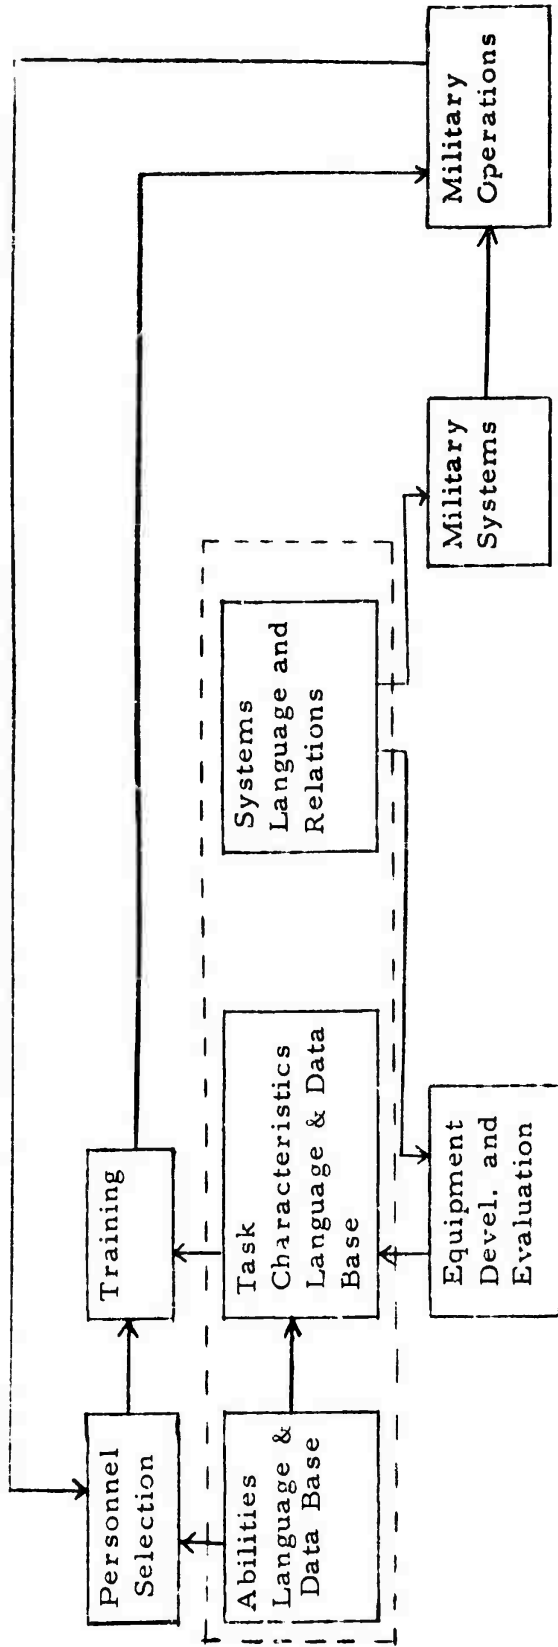 Personnel
Selection
Training
Abilities
Language &
Data Base
Task
Characteristics
Language & Data
Base
Systems
Language and
Relations
Equipment
Devel. and
Evaluation
Military
Systems
Military
Operations